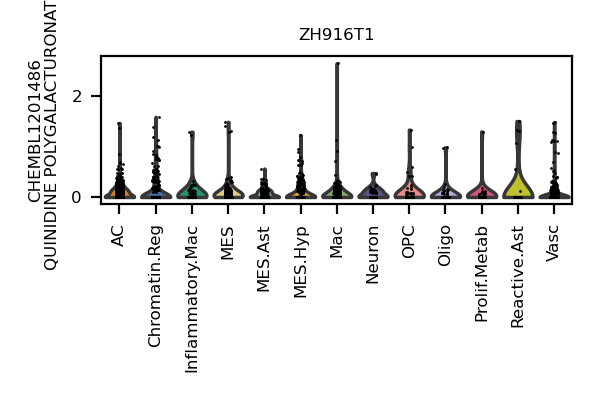 ZH916T1
CHEMBL1201486
QUINIDINE POLYGALACTURONAT
2
0
AC
Chromatin.Reg
Inflammatory.Mac
MES
MES.Ast
MES.Hyp
Mac
Neuron
OPC
Oligo
Prolif.Metab
Reactive.Ast
Vasc